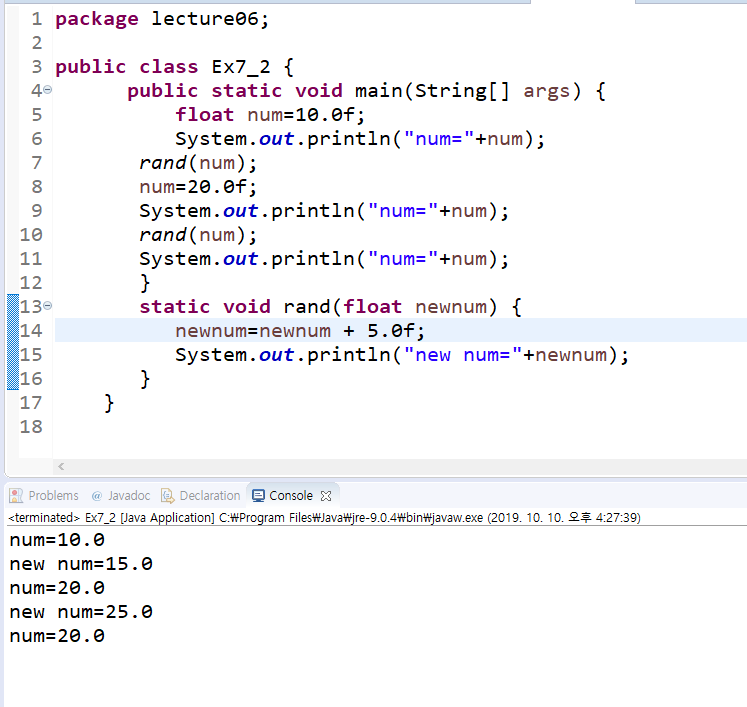 1 package lecture06;
2
3 public class Ex7_2 {
4 public static void main(String[] args) {
5 float num=10.0f;
6 System.out.println("num="+num);
7 rand(num);
8 num=20.0f;
9 System.out.println("num="+num);
10 rand(num);
11 System.out.println("num="+num);
12 }
13 static void rand(float newnum) {
14 newnum=newnum + 5.0f;
15 System.out.println("new num="+newnum);
16 }
17 }
18
Problems @ Javadoc Declaration Console
<terminated> Ex7_2 [Java Application] C:₩Program Files₩Java₩jre-9.0.4₩bin₩javaw.exe (2019. 10. 10. 오후 4:27:39)
num=10.0
new num=15.0
num=20.0
new num=25.0
num=20.0